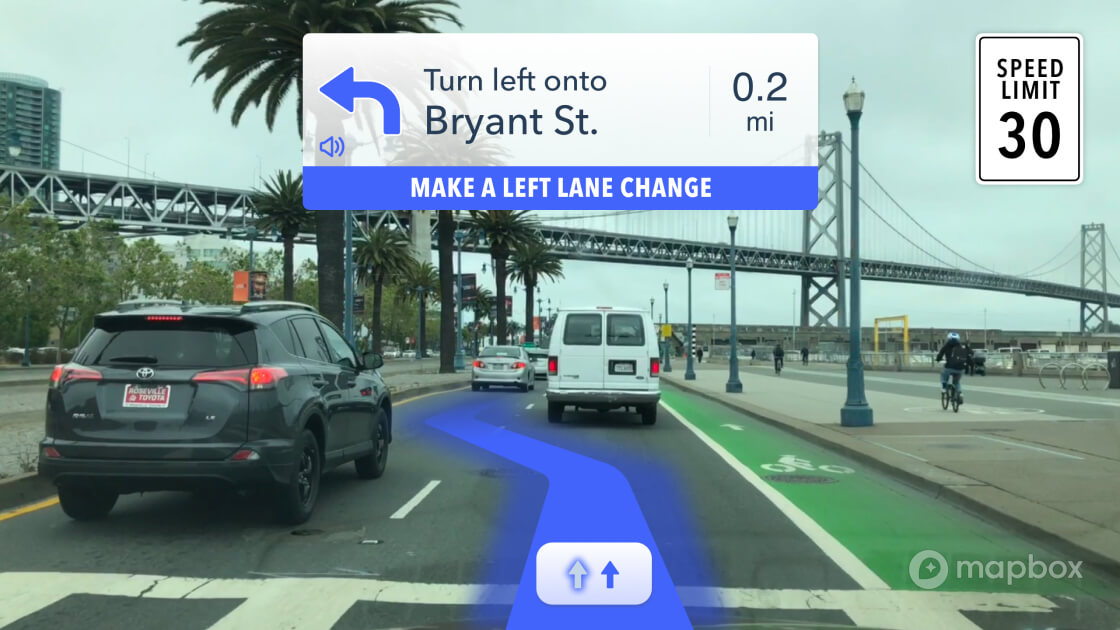 Turn left onto
Bryant St.
0.2
mi
MAKE A LEFT LANE CHANGE
SPEED
LIMIT
30
ROSEVILLE
TOYOTA
mapbox